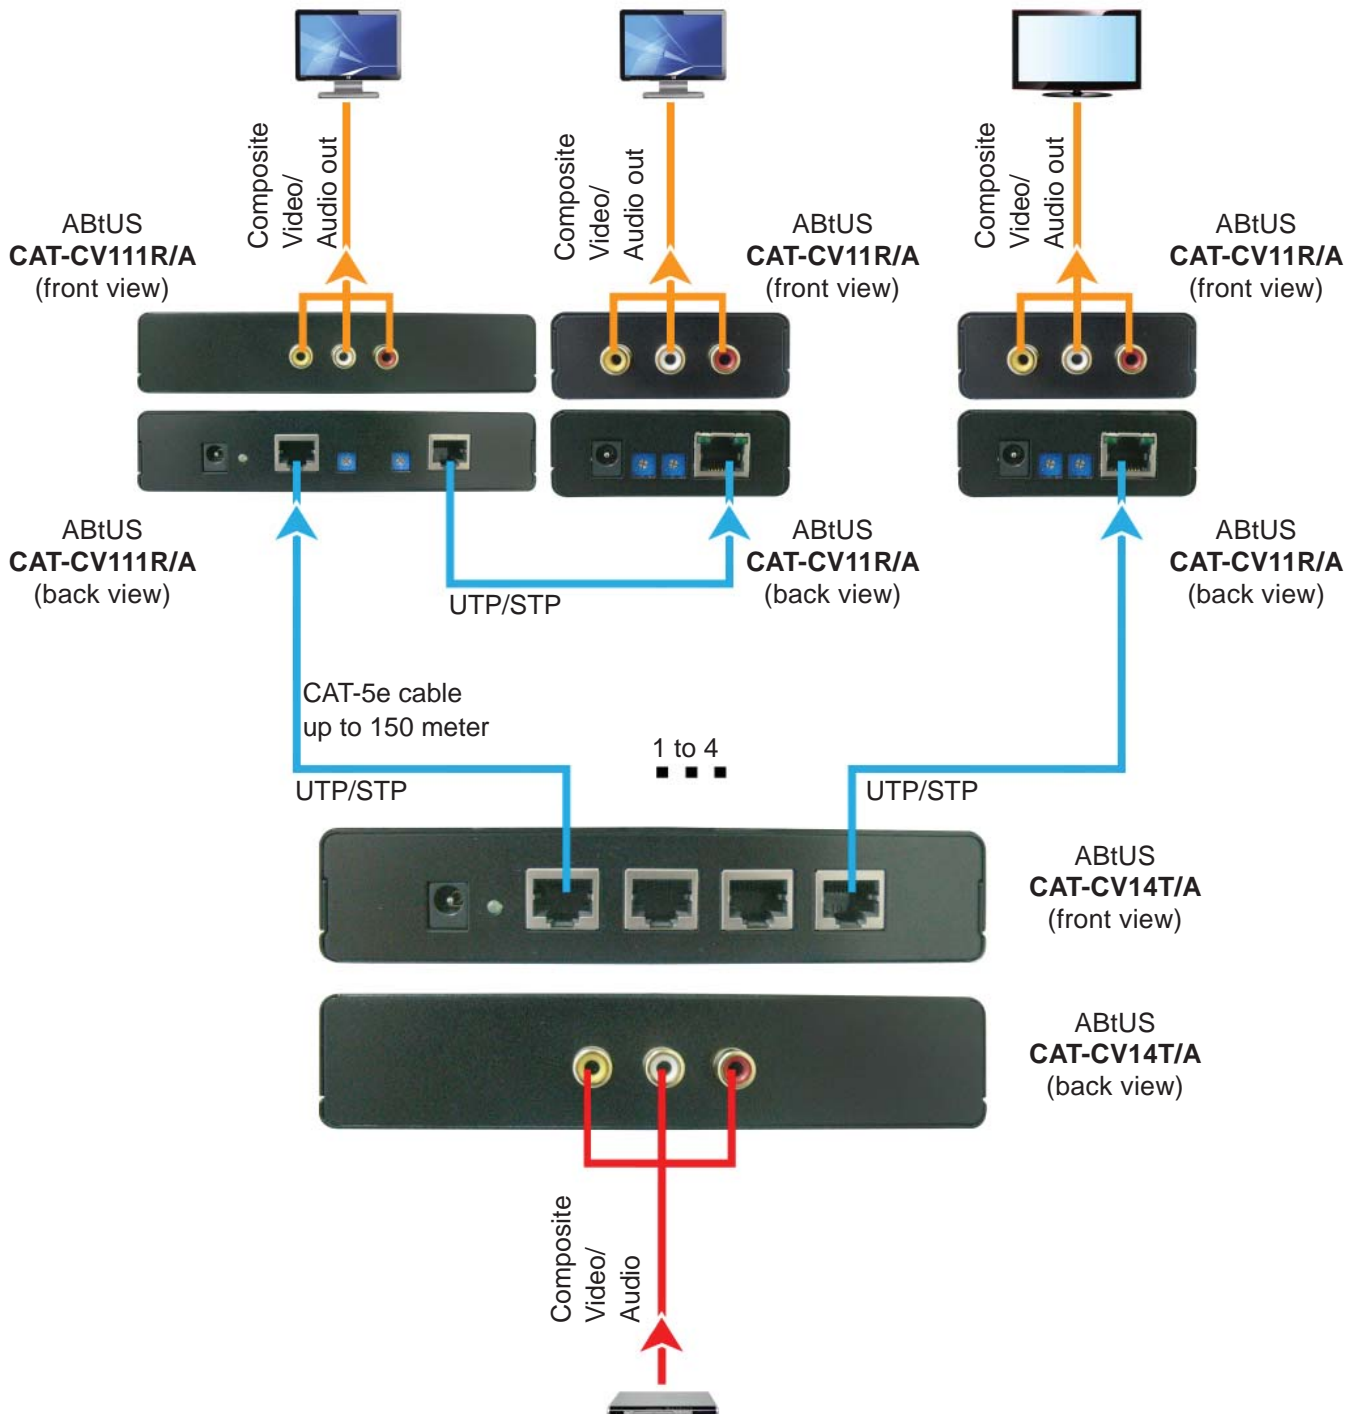 Composite
Video/
Audio out
Composite
Video/
Audio out
Composite
Video/
Audio out
ABtUS
CAT-CV111R/A
(front view)
ABtUS
CAT-CV11R/A
(front view)
ABtUS
CAT-CV11R/A
(front view)
ABtUS
CAT-CV111R/A
(back view)
ABtUS
CAT-CV11R/A
(back view)
ABtUS
CAT-CV11R/A
(back view)
UTP/STP
CAT-5e cable
up to 150 meter
1 to 4
UTP/STP
UTP/STP
ABtUS
CAT-CV14T/A
(front view)
ABtUS
CAT-CV14T/A
(back view)
Composite
Video/
Audio